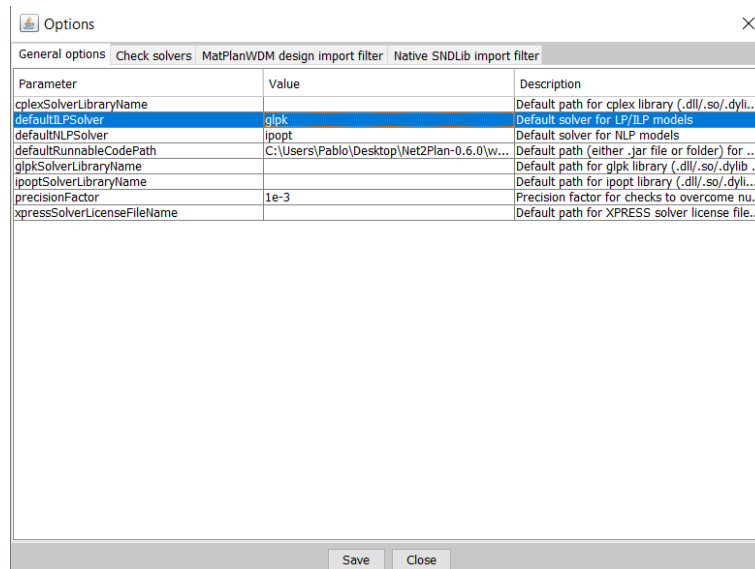 Options
General options Check solvers MatPlanWDM design import filter Native SNDLib import filter
Parameter Value Description
cplexSolverLibraryName Default path for cplex library (.dll/.so/.dyli...
defaultILPSolver glpk Default solver for LP/ILP models
defaultNLPSolver ipopt Default solver for NLP models
defaultRunnableCodePath C:\Users\Pablo\Desktop\Net2Plan-0.6.0\w... Default path (either .jar file or folder) for ...
glpkSolverLibraryName Default path for glpk library (.dll/.so/.dylib ...
ipoptSolverLibraryName Default path for ipopt library (.dll/.so/.dyli...
precisionFactor 1e-3 Precision factor for checks to overcome nu...
xpressSolverLicenseFileName Default path for XPRESS solver license file...
Save Close